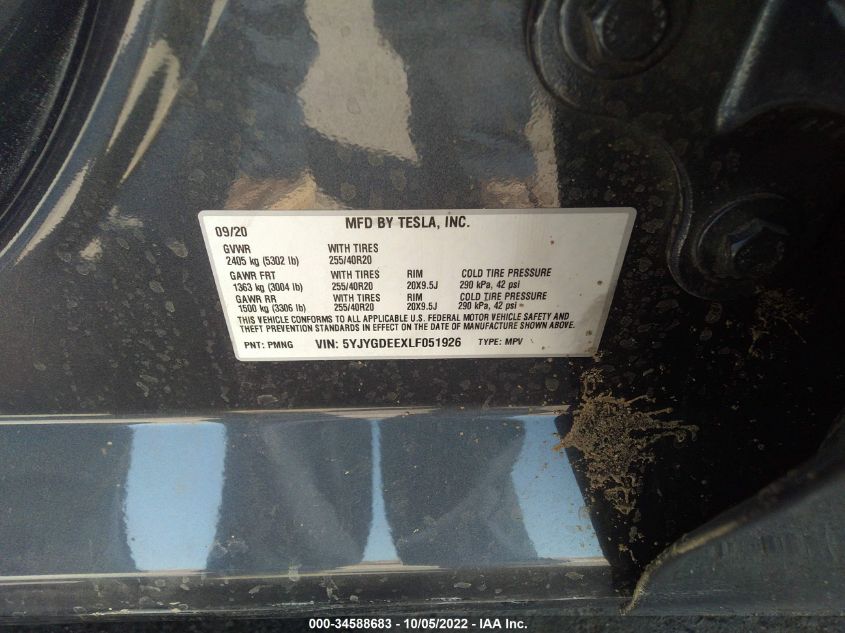 09/20 MFD BY TESLA, INC.
GVWR WITH TIRES
2405 kg (5302 lb) 255/40R20
GAWR FRT WITH TIRES RIM COLD TIRE PRESSURE
1363 kg (3004 lb) 255/40R20 20X9.5J 290 kPa, 42 psi
GAWR RR WITH TIRES RIM COLD TIRE PRESSURE
1500 kg (3306 lb) 255/40R20 20X9.5J 290 kPa, 42 psi
THIS VEHICLE CONFORMS TO ALL APPLICABLE U.S. FEDERAL MOTOR VEHICLE SAFETY AND
THEFT PREVENTION STANDARDS IN EFFECT ON THE DATE OF MANUFACTURE SHOWN ABOVE.
PNT: PMNG VIN: 5YJYGDEEXLF051926 TYPE: MPV
000-34588683 - 10/05/2022 - IAA Inc.